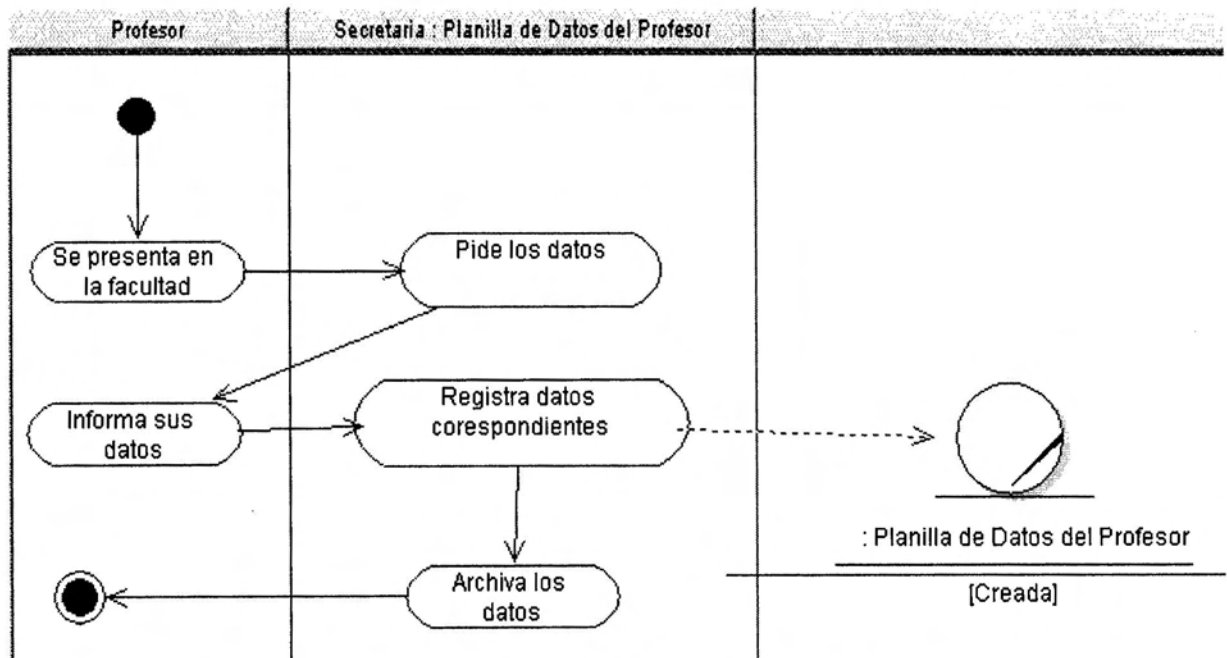 Profesor
Secretaria : Planilla de Datos del Profesor
Se presenta en
la facultad
Pide los datos
Informa sus
datos
Registra datos
corespondientes
: Planilla de Datos del Profesor
[Creada]
Archiva los
datos